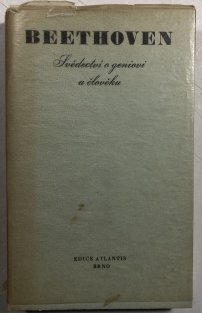 BEETHOVEN
Svědectví o geniovi
a člověku
EDICE ATLANTIS
BRNO